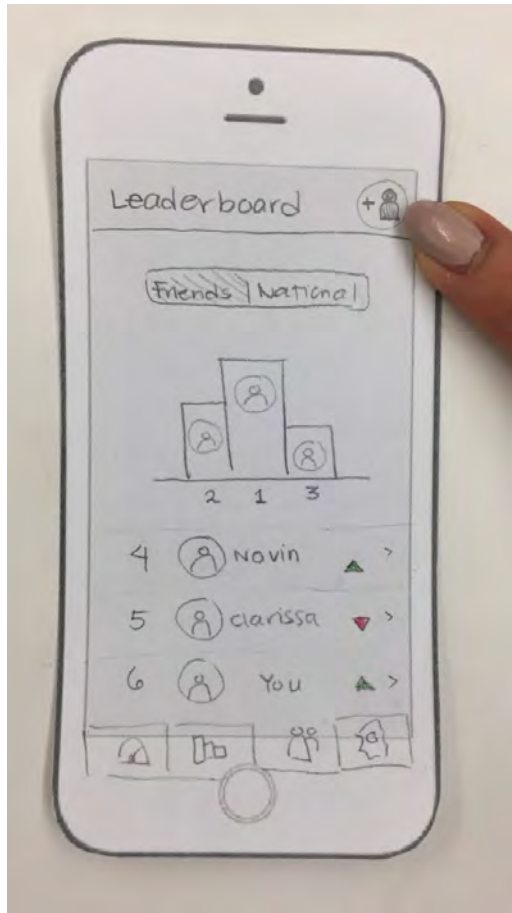 Leaderboard +
Friends | National
2 1 3
4 Novin >
5 clarissa >
6 You >